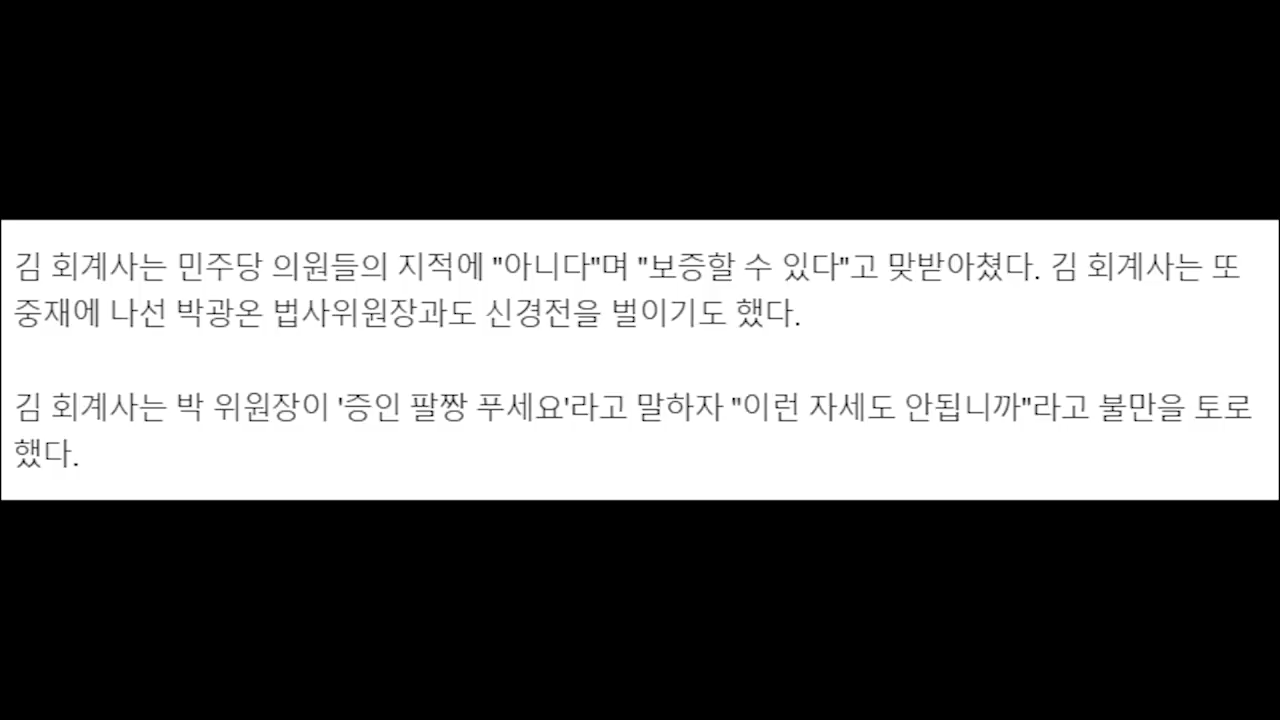 김 회계사는 민주당 의원들의 지적에 "아니다"며 "보증할 수 있다"고 맞받아쳤다. 김 회계사는 또
중재에 나선 박광온 법사위원장과도 신경전을 벌이기도 했다.
김 회계사는 박 위원장이 '증인 팔짱 푸세요'라고 말하자 "이런 자세도 안됩니까"라고 불만을 토로
했다.